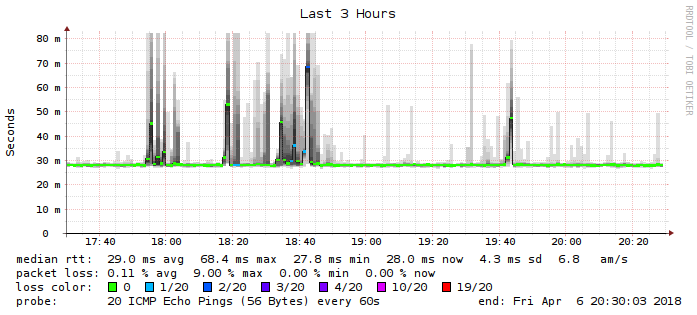 Last 3 Hours
RRDTOOL / TOBI OETIKER
Seconds
80 m
70 m
60 m
50 m
40 m
30 m
20 m
10 m
0
17:40 18:00 18:20 18:40 19:00 19:20 19:40 20:00 20:20
median rtt: 29.0 ms avg 68.4 ms max 27.8 ms min 28.0 ms now 4.3 ms sd 6.8 am/s
packet loss: 0.11 % avg 9.00 % max 0.00 % min 0.00 % now
loss color: 0 1/20 2/20 3/20 4/20 10/20 19/20
probe: 20 ICMP Echo Pings (56 Bytes) every 60s end: Fri Apr 6 20:30:03 2018